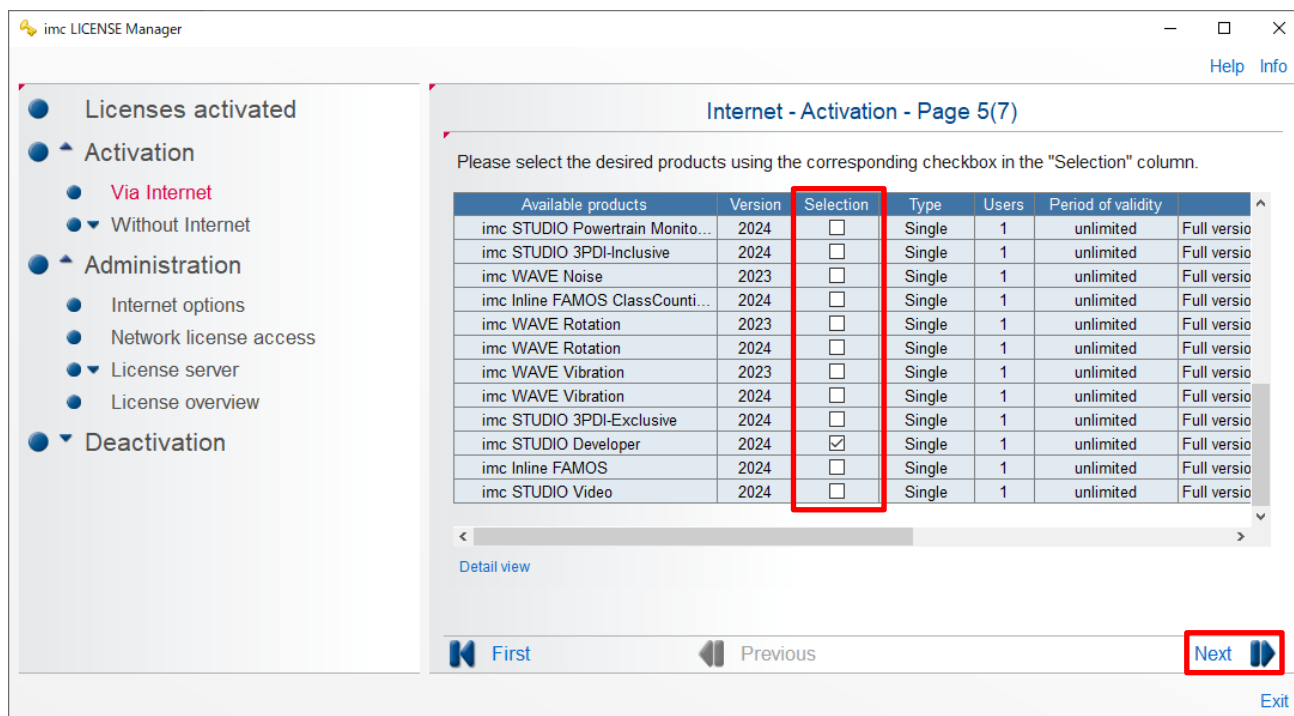 imc LICENSE Manager
Help Info
Licenses activated
Activation
Via Internet
Without Internet
Administration
Internet options
Network license access
License server
License overview
Deactivation
Internet - Activation - Page 5(7)
Please select the desired products using the corresponding checkbox in the "Selection" column.
Available products Version Selection Type Users Period of validity
imc STUDIO Powertrain Monito... 2024 Single 1 unlimited Full versio
imc STUDIO 3PDI-Inclusive 2024 Single 1 unlimited Full versio
imc WAVE Noise 2023 Single 1 unlimited Full versio
imc Inline FAMOS ClassCounti... 2024 Single 1 unlimited Full versio
imc WAVE Rotation 2023 Single 1 unlimited Full versio
imc WAVE Rotation 2024 Single 1 unlimited Full versio
imc WAVE Vibration 2023 Single 1 unlimited Full versio
imc WAVE Vibration 2024 Single 1 unlimited Full versio
imc STUDIO 3PDI-Exclusive 2024 Single 1 unlimited Full versio
imc STUDIO Developer 2024 Single 1 unlimited Full versio
imc Inline FAMOS 2024 Single 1 unlimited Full versio
imc STUDIO Video 2024 Single 1 unlimited Full versio
Detail view
First Previous Next
Exit